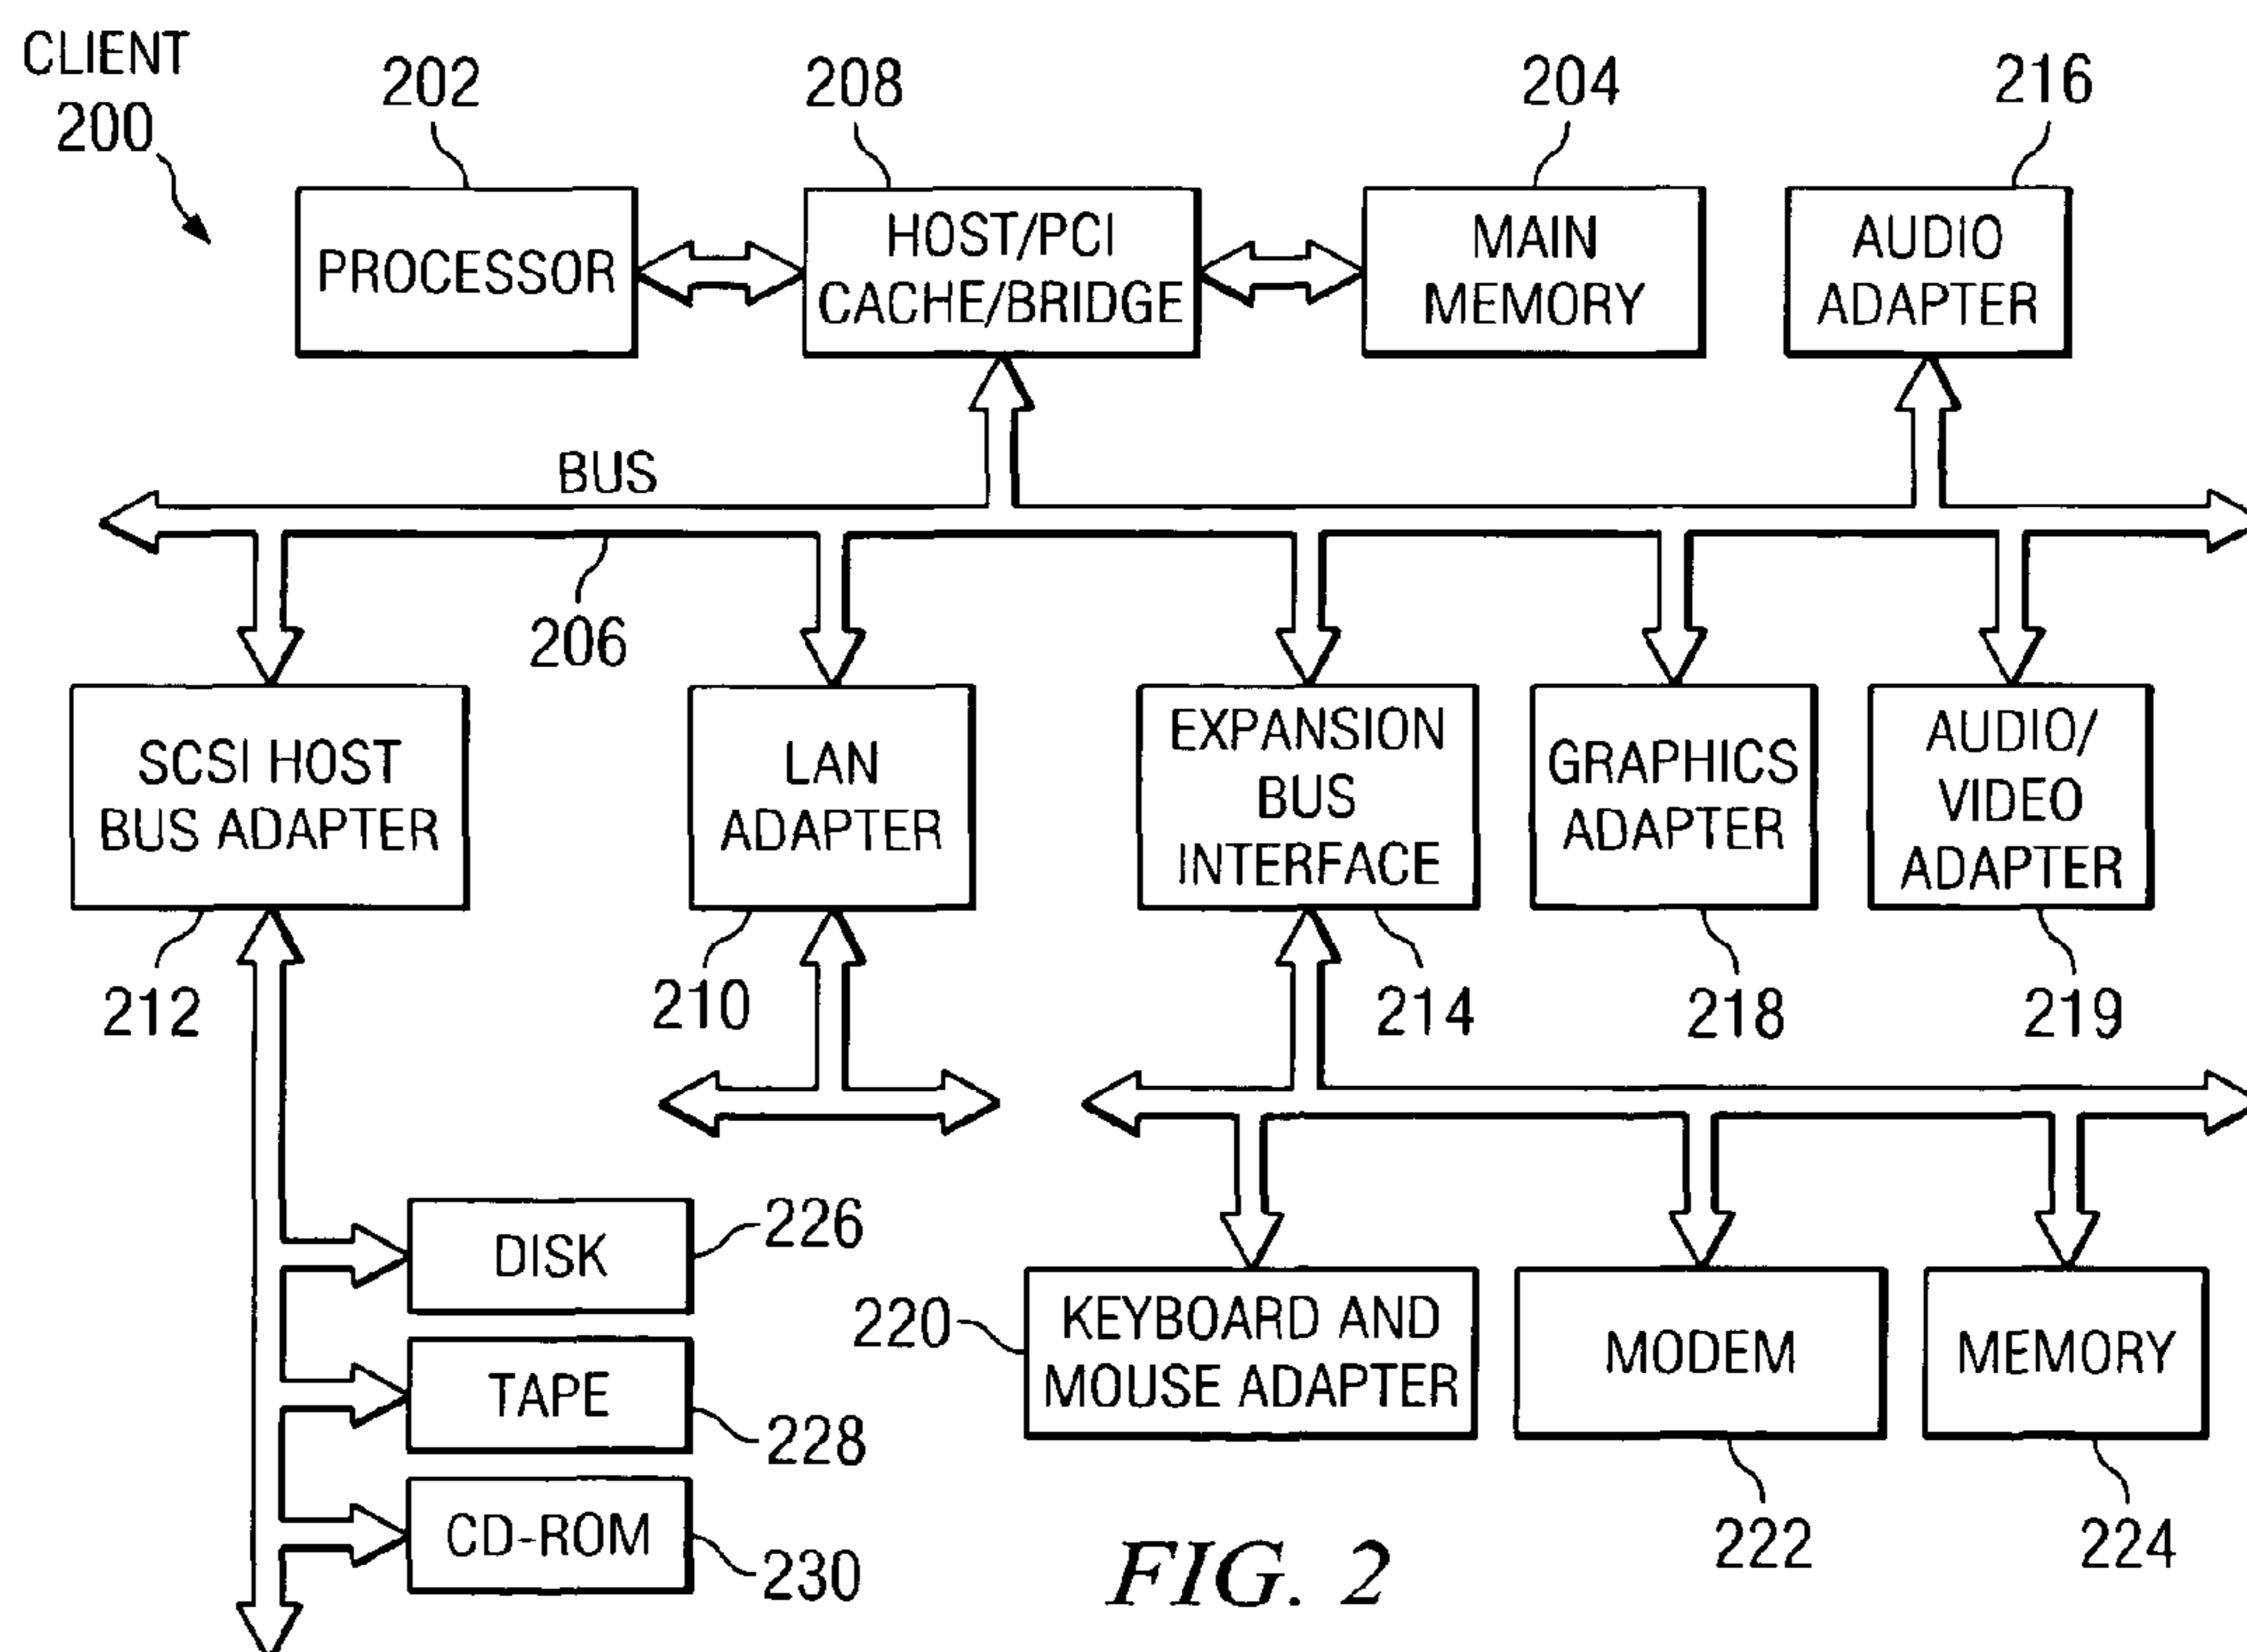 CLIENT
200
202
208
204
216
PROCESSOR
HOST/PCI
CACHE/BRIDGE
MAIN
MEMORY
AUDIO
ADAPTER
BUS
206
SCSI HOST
BUS ADAPTER
LAN
ADAPTER
EXPANSION
BUS
INTERFACE
GRAPHICS
ADAPTER
AUDIO/
VIDEO
ADAPTER
212
210
214
218
219
DISK
226
TAPE
228
CD-ROM
230
220
KEYBOARD AND
MOUSE ADAPTER
MODEM
MEMORY
222
224
FIG. 2